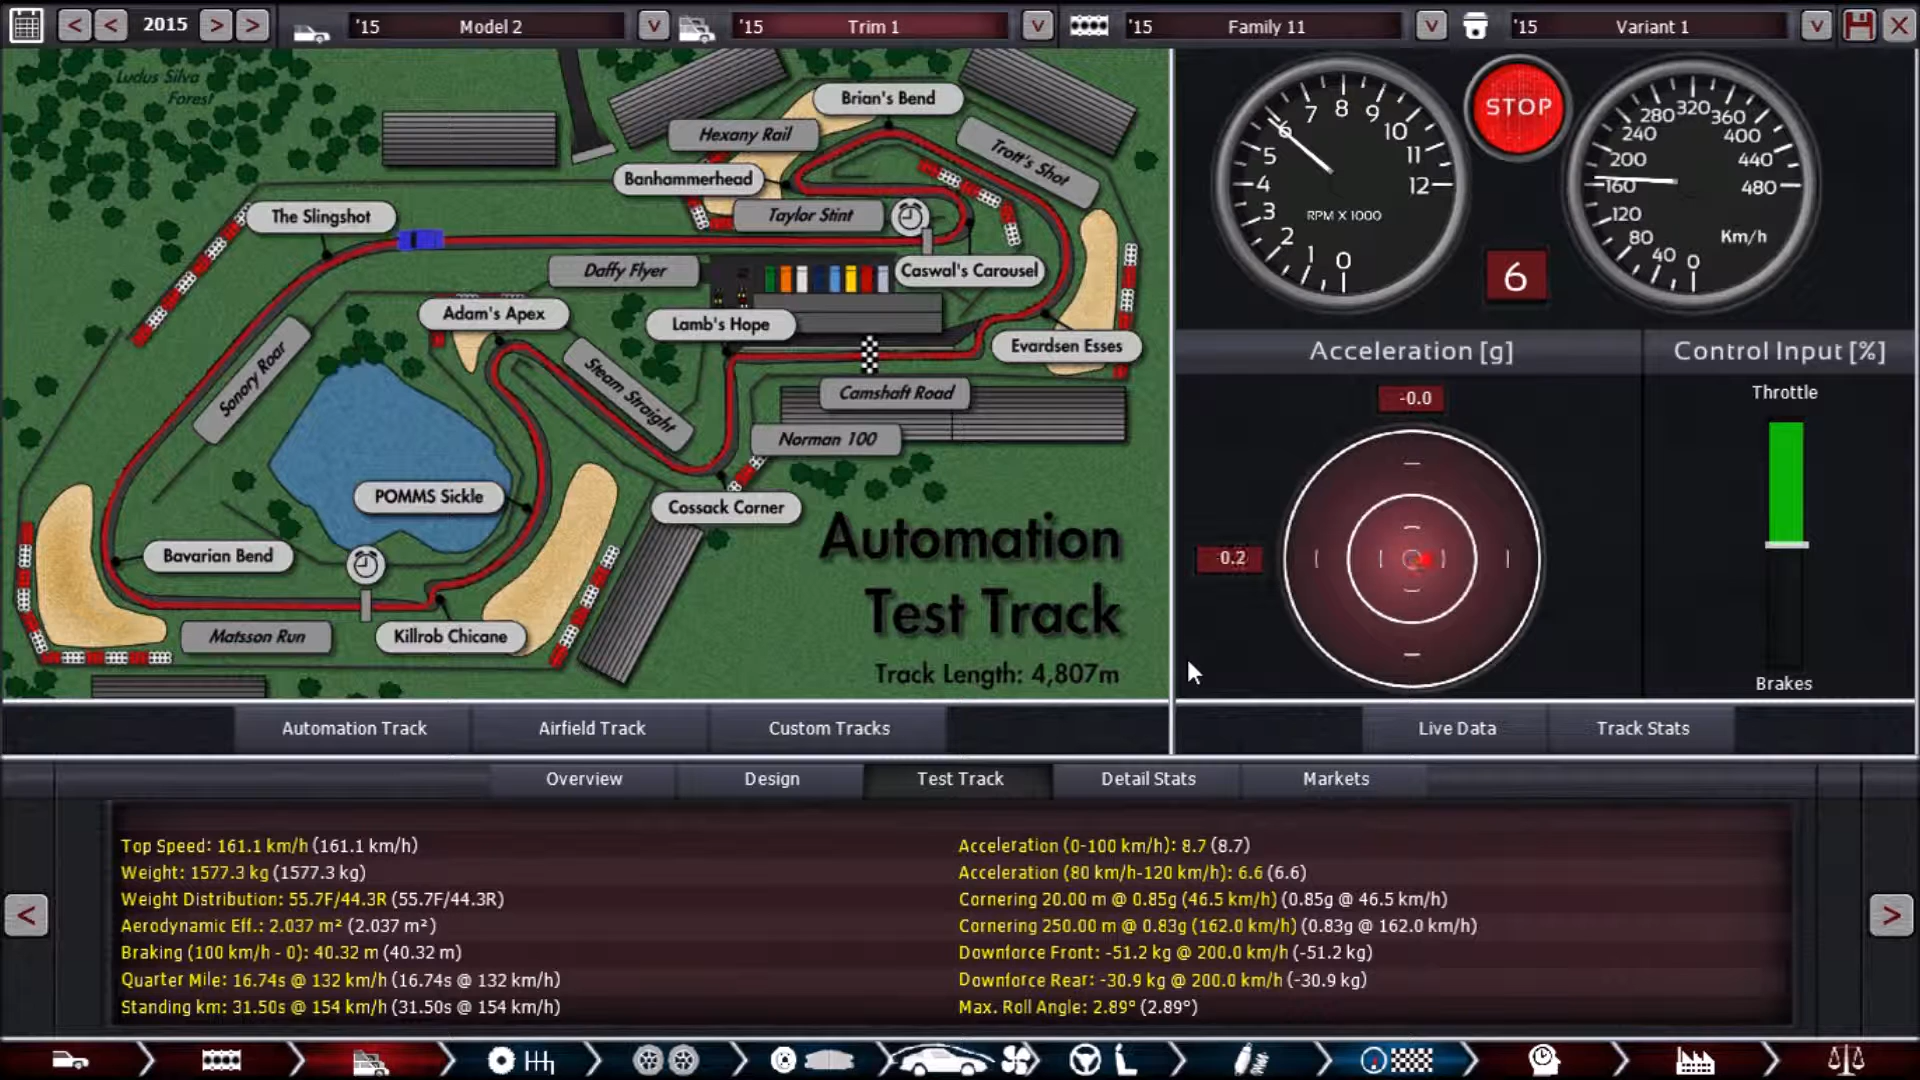 < < 2015 > > '15 Model 2 v '15 Trim 1 v '15 Family 11 v '15 Variant 1 v X
Ludus Silva
Forest
Brian's Bend
Hexany Rail
Trott's Shot
Banhammerhead
Taylor Stint
The Slingshot
Daffy Flyer
Caswal's Carousel
Adam's Apex
Lamb's Hope
Evardsen Esses
Sonory Roar
Steam Straight
Camshaft Road
Norman 100
POMMS Sickle
Cossack Corner
Bavarian Bend
Matsson Run
Killrob Chicane
Automation
Test Track
Track Length: 4,807m
0 1 2 3 4 5 6 7 8 9 10 11 12
RPM X 1000
STOP
6
0 40 80 120 160 200 240 280 320 360 400 440 480
Km/h
Acceleration [g]
-0.0
0.2
Control Input [%]
Throttle
Brakes
Automation Track Airfield Track Custom Tracks
Live Data Track Stats
Overview Design Test Track Detail Stats Markets
Top Speed: 161.1 km/h (161.1 km/h)
Weight: 1577.3 kg (1577.3 kg)
Weight Distribution: 55.7F/44.3R (55.7F/44.3R)
Aerodynamic Eff.: 2.037 m² (2.037 m²)
Braking (100 km/h - 0): 40.32 m (40.32 m)
Quarter Mile: 16.74s @ 132 km/h (16.74s @ 132 km/h)
Standing km: 31.50s @ 154 km/h (31.50s @ 154 km/h)
Acceleration (0-100 km/h): 8.7 (8.7)
Acceleration (80 km/h-120 km/h): 6.6 (6.6)
Cornering 20.00 m @ 0.85g (46.5 km/h) (0.85g @ 46.5 km/h)
Cornering 250.00 m @ 0.83g (162.0 km/h) (0.83g @ 162.0 km/h)
Downforce Front: -51.2 kg @ 200.0 km/h (-51.2 kg)
Downforce Rear: -30.9 kg @ 200.0 km/h (-30.9 kg)
Max. Roll Angle: 2.89° (2.89°)
< >